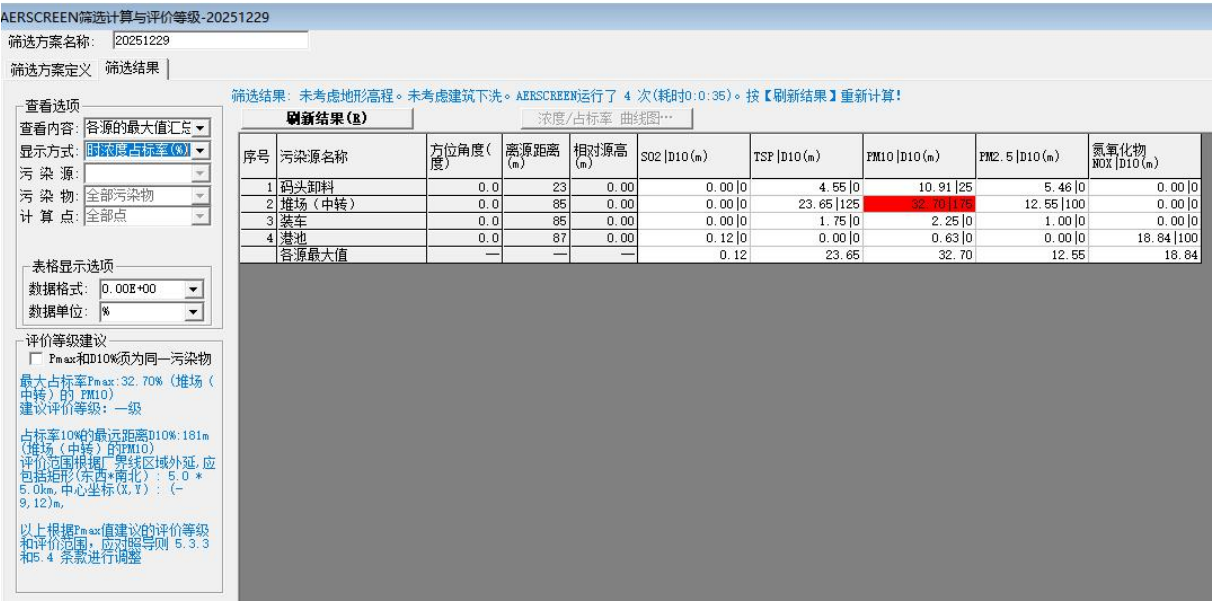 AERSCREEN筛选计算与评价等级-20251229
筛选方案名称: 20251229
筛选方案定义 筛选结果
查看选项
查看内容: 各源的最大值汇总
显示方式: 时浓度占标率(%)
污 染 源:
污 染 物: 全部污染物
计 算 点: 全部点
表格显示选项
数据格式: 0.00E+00
数据单位: %
评价等级建议
Pmax和D10%须为同一污染物
最大占标率Pmax:32.70% (堆场(
中转)的 PM10)
建议评价等级: 一级
占标率10%的最远距离D10%:181m
(堆场(中转)的PM10)
评价范围根据厂界线区域外延,应
包括矩形(东西*南北): 5.0 *
5.0km,中心坐标(X,Y): (-
9,12)m,
以上根据Pmax值建议的评价等级
和评价范围,应对照导则 5.3.3
和5.4 条款进行调整
筛选结果: 未考虑地形高程。未考虑建筑下洗。AERSCREEN运行了 4 次(耗时0:0:35)。按【刷新结果】重新计算!
刷新结果(R) 浓度/占标率 曲线图…
序号 污染源名称 方位角度(度) 离源距离(m) 相对源高(m) SO2|D10(m) TSP|D10(m) PM10|D10(m) PM2.5|D10(m) 氮氧化物NOX|D10(m)
1 码头卸料 0.0 23 0.00 0.00|0 4.55|0 10.91|25 5.46|0 0.00|0
2 堆场(中转) 0.0 85 0.00 0.00|0 23.65|125 32.70|175 12.55|100 0.00|0
3 装车 0.0 85 0.00 0.00|0 1.75|0 2.25|0 1.00|0 0.00|0
4 港池 0.0 87 0.00 0.12|0 0.00|0 0.63|0 0.00|0 18.84|100
各源最大值 — — — 0.12 23.65 32.70 12.55 18.84